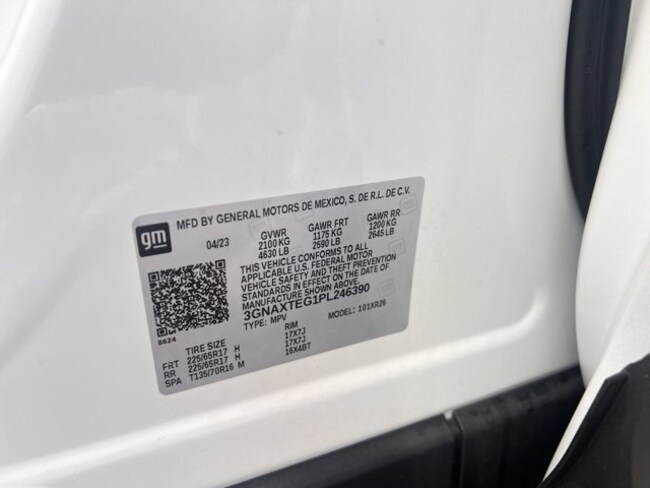 gm
MFD BY GENERAL MOTORS DE MEXICO, S. DE R.L. DE C.V.
04/23 GVWR GAWR FRT GAWR RR
2100 KG 1175 KG 1200 KG
4630 LB 2590 LB 2645 LB
THIS VEHICLE CONFORMS TO ALL
APPLICABLE U.S. FEDERAL MOTOR
VEHICLE SAFETY AND THEFT PREVENTION
STANDARDS IN EFFECT ON THE DATE OF
MANUFACTURE SHOWN ABOVE.
3GNAXTEG1PL246390
TYPE: MPV MODEL: 101XR26
8624
TIRE SIZE RIM
FRT 225/65R17 H 17X7J
RR 225/65R17 H 17X7J
SPA T135/70R16 M 16X4BT